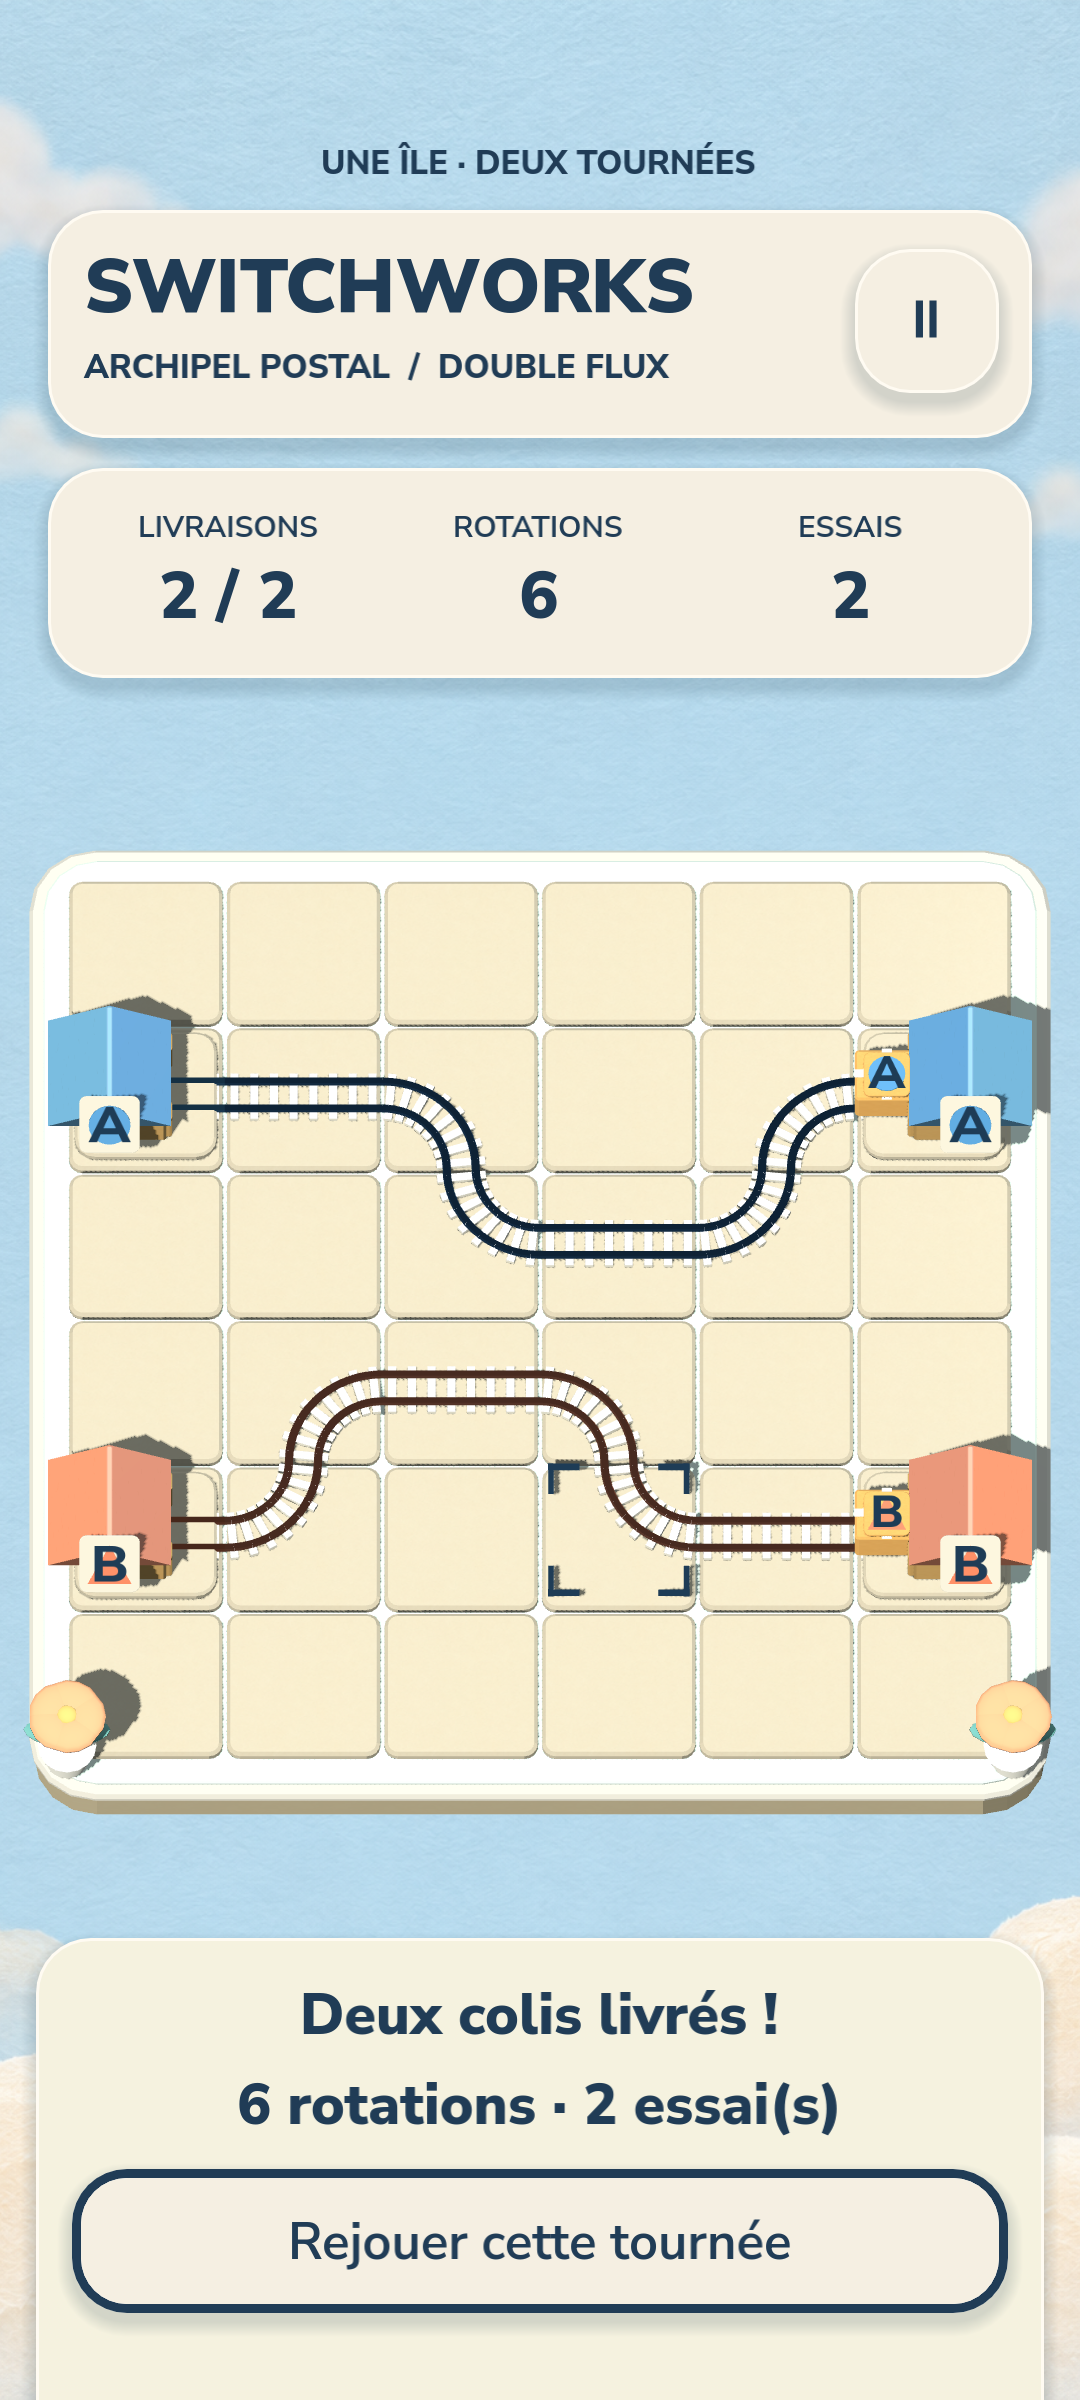 UNE ÎLE · DEUX TOURNÉES
SWITCHWORKS
ARCHIPEL POSTAL / DOUBLE FLUX
LIVRAISONS ROTATIONS ESSAIS
2 / 2 6 2
A A A
B B B
Deux colis livrés !
6 rotations · 2 essai(s)
Rejouer cette tournée